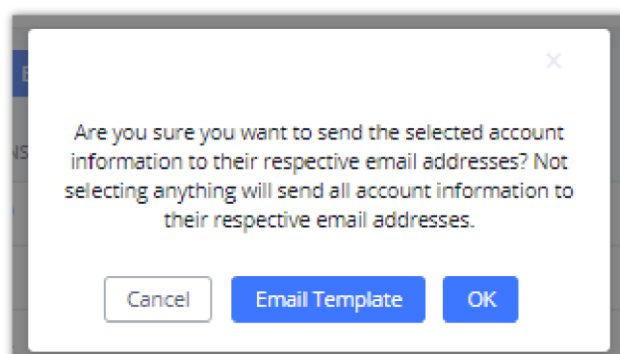 Are you sure you want to send the selected account
information to their respective email addresses? Not
selecting anything will send all account information to
their respective email addresses.
Cancel Email Template OK